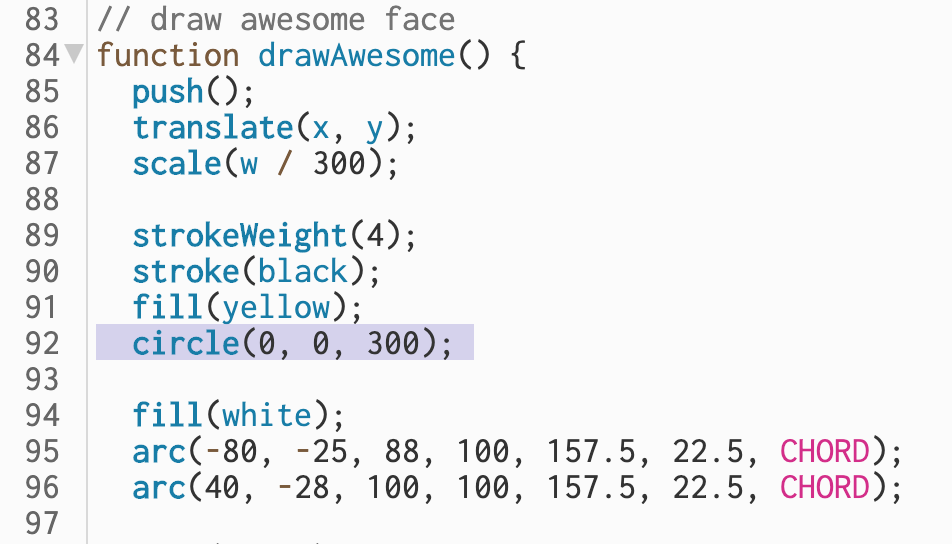 83 // draw awesome face
84 function drawAwesome() {
85 push();
86 translate(x, y);
87 scale(w / 300);
88
89 strokeWeight(4);
90 stroke(black);
91 fill(yellow);
92 circle(0, 0, 300);
93
94 fill(white);
95 arc(-80, -25, 88, 100, 157.5, 22.5, CHORD);
96 arc(40, -28, 100, 100, 157.5, 22.5, CHORD);
97